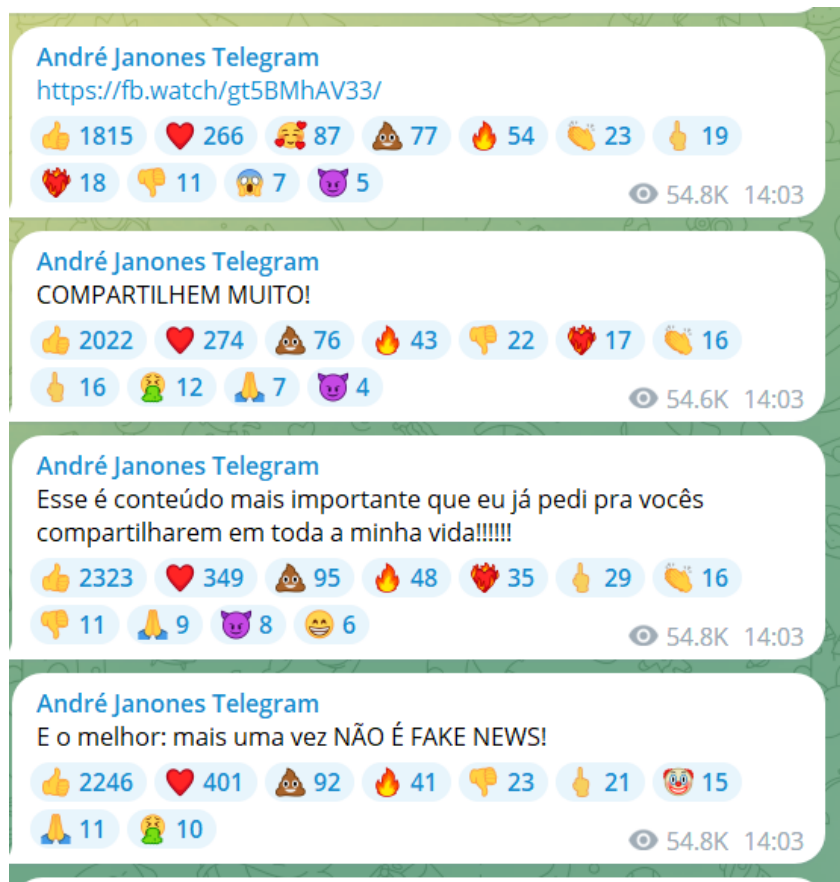 André Janones Telegram
https://fb.watch/gt5BMhAV33/
👍 1815 ❤️ 266 🥰 87 💩 77 🔥 54 👏 23 🖕 19
❤️‍🔥 18 👎 11 😱 7 😈 5
54.8K 14:03
André Janones Telegram
COMPARTILHEM MUITO!
👍 2022 ❤️ 274 💩 76 🔥 43 👎 22 ❤️‍🔥 17 👏 16
🖕 16 🤮 12 🙏 7 😈 4
54.6K 14:03
André Janones Telegram
Esse é conteúdo mais importante que eu já pedi pra vocês
compartilharem em toda a minha vida!!!!!!
👍 2323 ❤️ 349 💩 95 🔥 48 ❤️‍🔥 35 🖕 29 👏 16
👎 11 🙏 9 😈 8 😁 6
54.8K 14:03
André Janones Telegram
E o melhor: mais uma vez NÃO É FAKE NEWS!
👍 2246 ❤️ 401 💩 92 🔥 41 👎 23 🖕 21 🤡 15
🙏 11 🤮 10
54.8K 14:03